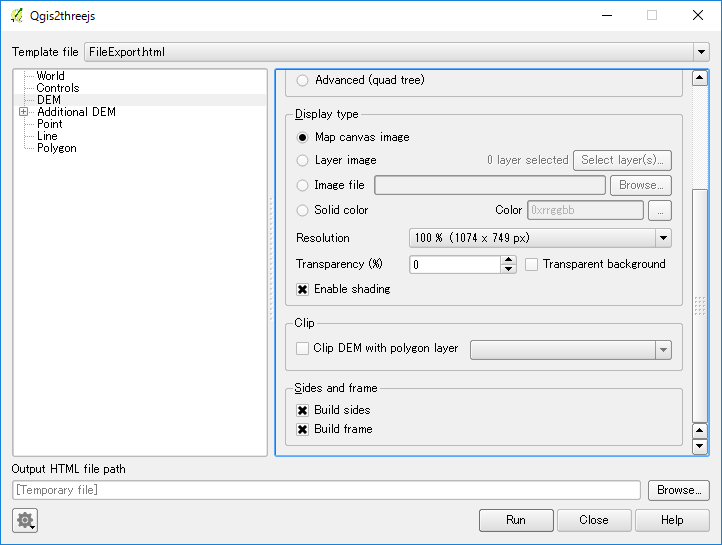 Qgis2threejs
Template file FileExport.html
World
Controls
DEM
Additional DEM
Point
Line
Polygon
Advanced (quad tree)
Display type
Map canvas image
Layer image 0 layer selected Select layer(s)...
Image file Browse...
Solid color Color 0xrrggbb ...
Resolution 100 % (1074 x 749 px)
Transparency (%) 0 Transparent background
Enable shading
Clip
Clip DEM with polygon layer
Sides and frame
Build sides
Build frame
Output HTML file path
[Temporary file] Browse...
Run Close Help